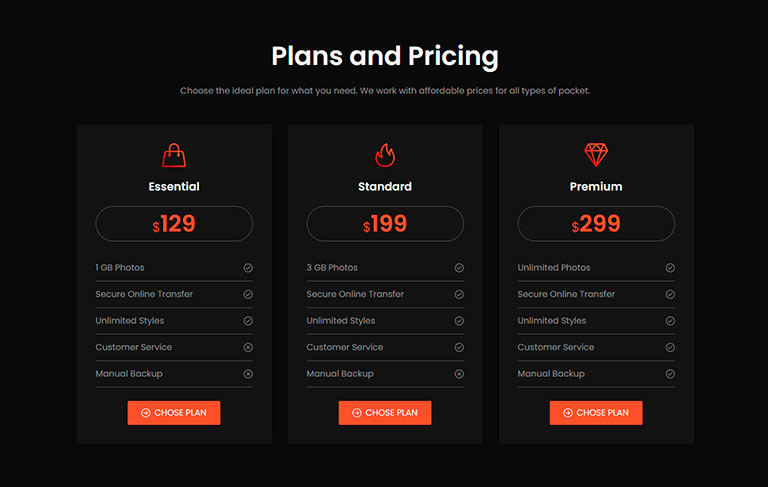 Plans and Pricing
Choose the ideal plan for what you need. We work with affordable prices for all types of pocket.
Essential
$129
1 GB Photos
Secure Online Transfer
Unlimited Styles
Customer Service
Manual Backup
CHOSE PLAN
Standard
$199
3 GB Photos
Secure Online Transfer
Unlimited Styles
Customer Service
Manual Backup
CHOSE PLAN
Premium
$299
Unlimited Photos
Secure Online Transfer
Unlimited Styles
Customer Service
Manual Backup
CHOSE PLAN